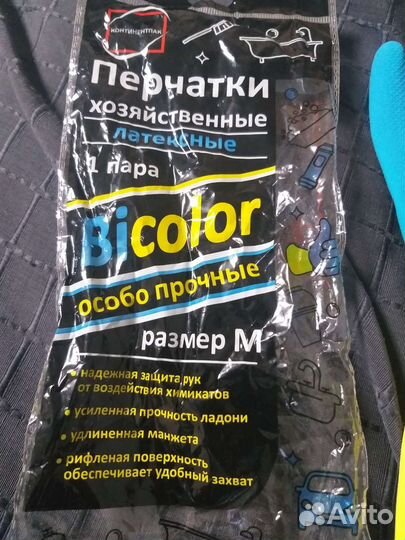 КОНТИНЕНТПАК
Перчатки
хозяйственные
латексные
1 пара
Bicolor
особо прочные
размер М
• надежная защита рук
от воздействия химикатов
• усиленная прочность ладони
• удлиненная манжета
• рифленая поверхность
обеспечивает удобный захват
Avito